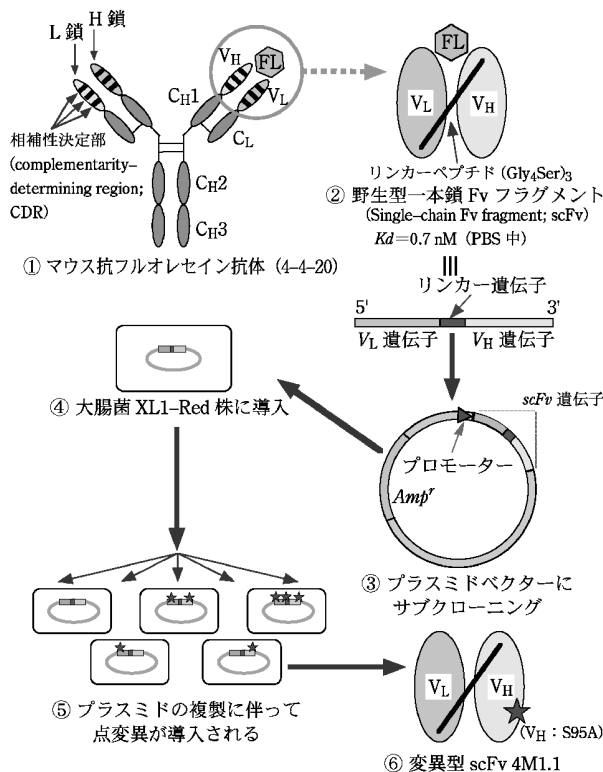 L 鎖
H 鎖
VH
FL
VL
CH1
CL
CH2
CH3
相補性決定部
(complementarity–
determining region;
CDR)
① マウス抗フルオレセイン抗体（4–4–20）
FL
VL
VH
リンカーペプチド (Gly4Ser)3
② 野生型一本鎖 Fv フラグメント
(Single–chain Fv fragment; scFv)
Kd＝0.7 nM（PBS 中）
リンカー遺伝子
5'
3'
VL 遺伝子
VH 遺伝子
scFv 遺伝子
プロモーター
Ampr
③ プラスミドベクターに
サブクローニング
④ 大腸菌 XL1–Red 株に導入
⑤ プラスミドの複製に伴って
点変異が導入される
VL
VH
(VH：S95A)
⑥ 変異型 scFv 4M1.1